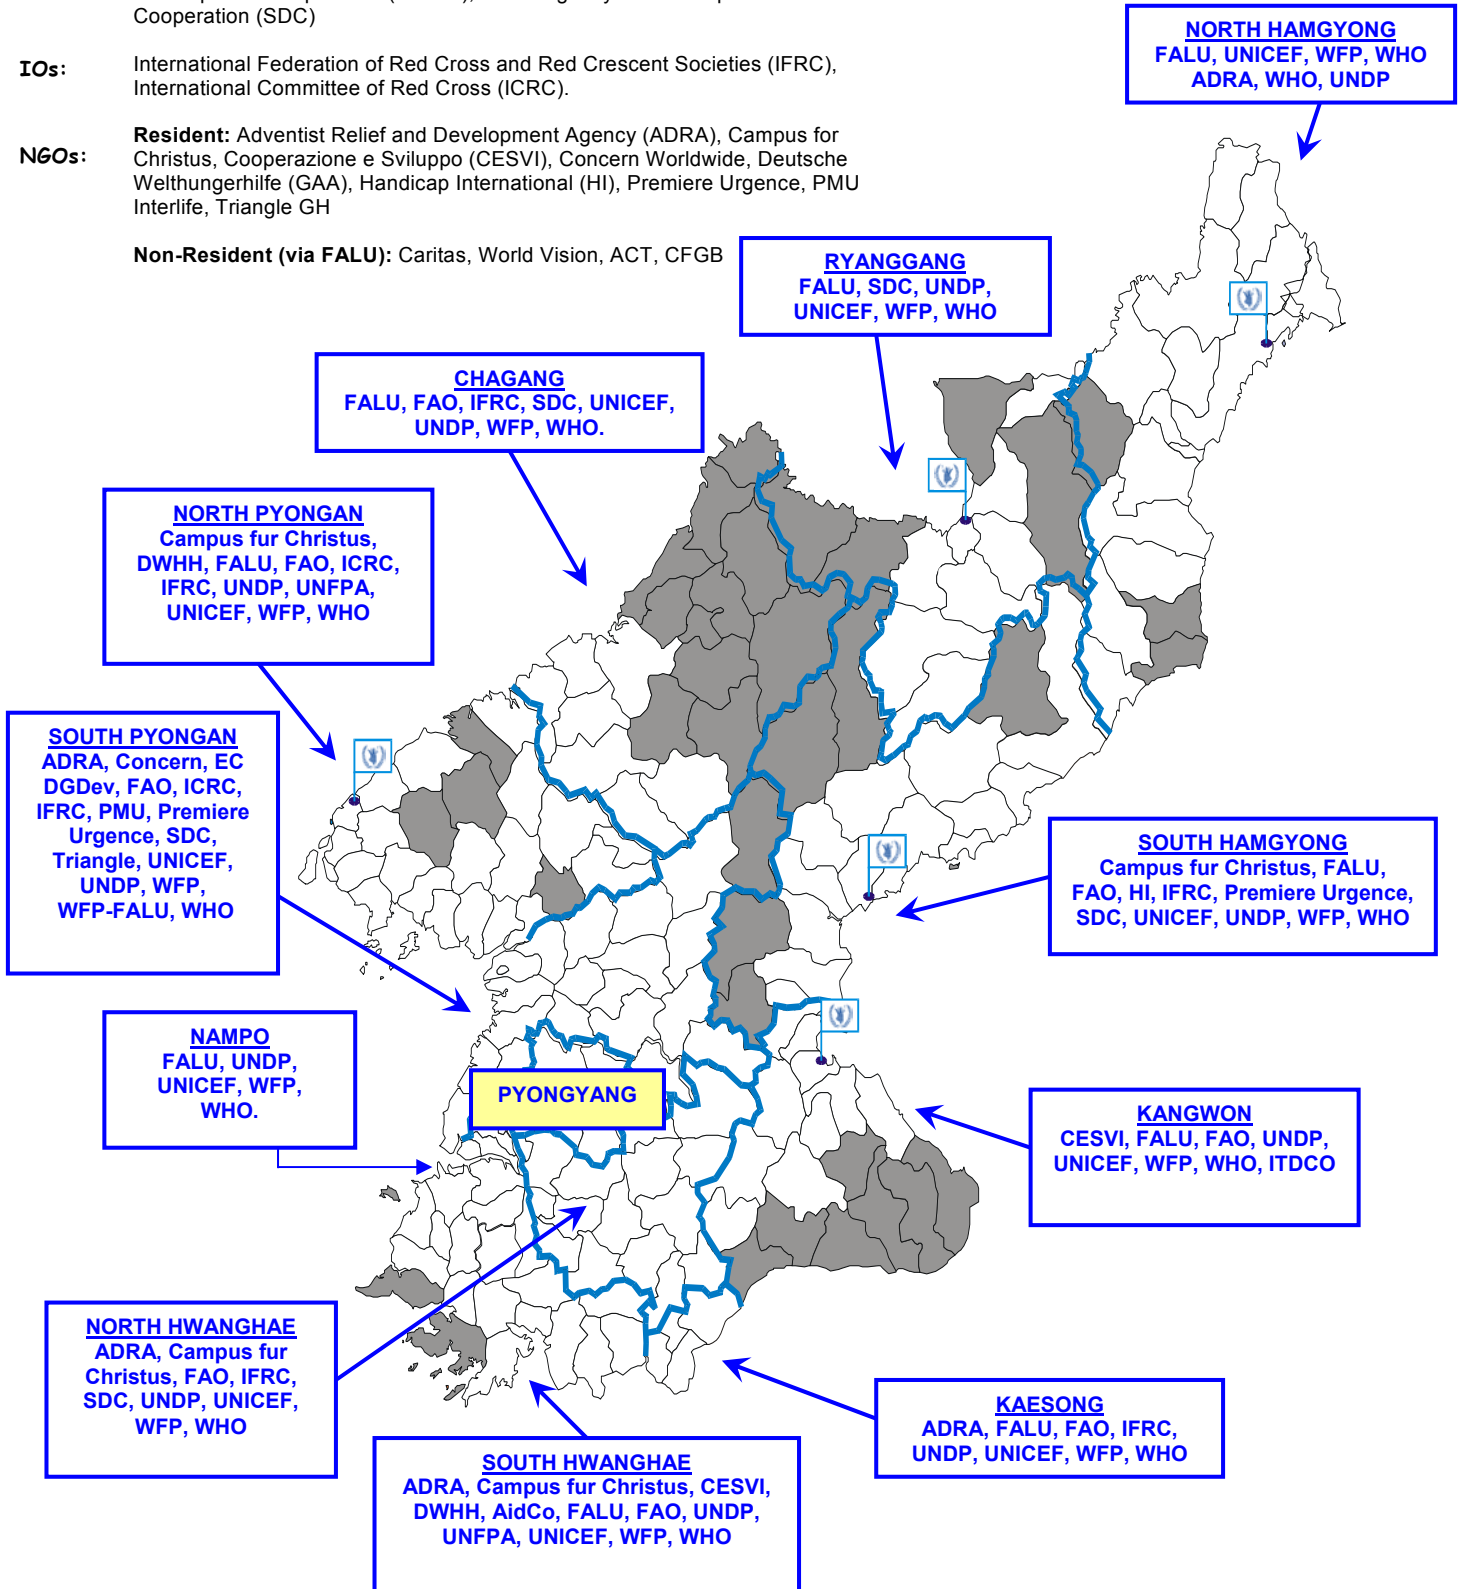 Cooperation (SDC)
IOs:
International Federation of Red Cross and Red Crescent Societies (IFRC),
International Committee of Red Cross (ICRC).
NGOs:
Resident: Adventist Relief and Development Agency (ADRA), Campus for
Christus, Cooperazione e Sviluppo (CESVI), Concern Worldwide, Deutsche
Welthungerhilfe (GAA), Handicap International (HI), Premiere Urgence, PMU
Interlife, Triangle GH
Non-Resident (via FALU): Caritas, World Vision, ACT, CFGB
NORTH HAMGYONG
FALU, UNICEF, WFP, WHO
ADRA, WHO, UNDP
RYANGGANG
FALU, SDC, UNDP,
UNICEF, WFP, WHO
CHAGANG
FALU, FAO, IFRC, SDC, UNICEF,
UNDP, WFP, WHO.
NORTH PYONGAN
Campus fur Christus,
DWHH, FALU, FAO, ICRC,
IFRC, UNDP, UNFPA,
UNICEF, WFP, WHO
SOUTH PYONGAN
ADRA, Concern, EC
DGDev, FAO, ICRC,
IFRC, PMU, Premiere
Urgence, SDC,
Triangle, UNICEF,
UNDP, WFP,
WFP-FALU, WHO
SOUTH HAMGYONG
Campus fur Christus, FALU,
FAO, HI, IFRC, Premiere Urgence,
SDC, UNICEF, UNDP, WFP, WHO
NAMPO
FALU, UNDP,
UNICEF, WFP,
WHO.
PYONGYANG
KANGWON
CESVI, FALU, FAO, UNDP,
UNICEF, WFP, WHO, ITDCO
NORTH HWANGHAE
ADRA, Campus fur
Christus, FAO, IFRC,
SDC, UNDP, UNICEF,
WFP, WHO
KAESONG
ADRA, FALU, FAO, IFRC,
UNDP, UNICEF, WFP, WHO
SOUTH HWANGHAE
ADRA, Campus fur Christus, CESVI,
DWHH, AidCo, FALU, FAO, UNDP,
UNFPA, UNICEF, WFP, WHO